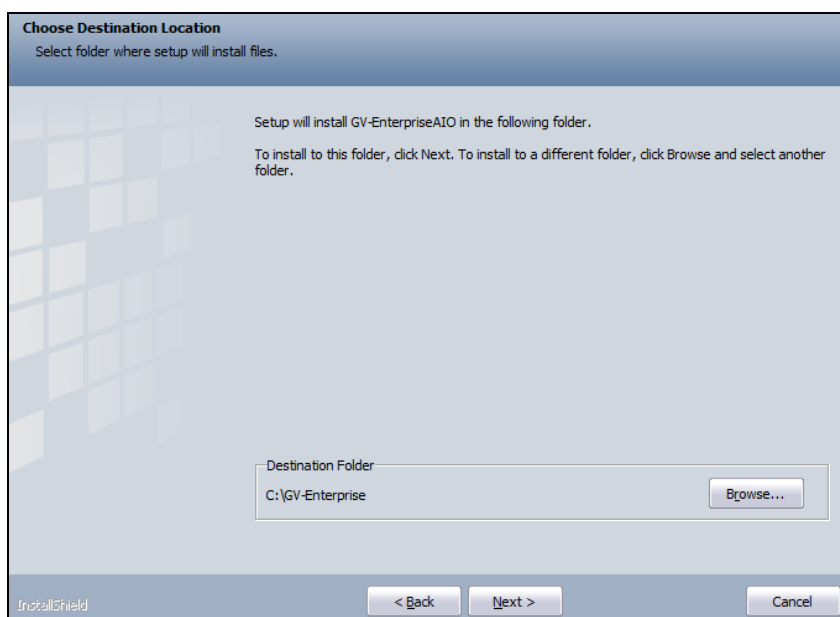 Choose Destination Location
Select folder where setup will install files.
Setup will install GV-EnterpriseAIO in the following folder.
To install to this folder, click Next. To install to a different folder, click Browse and select another
folder.
Destination Folder
C:\GV-Enterprise
Browse...
InstallShield
< Back
Next >
Cancel